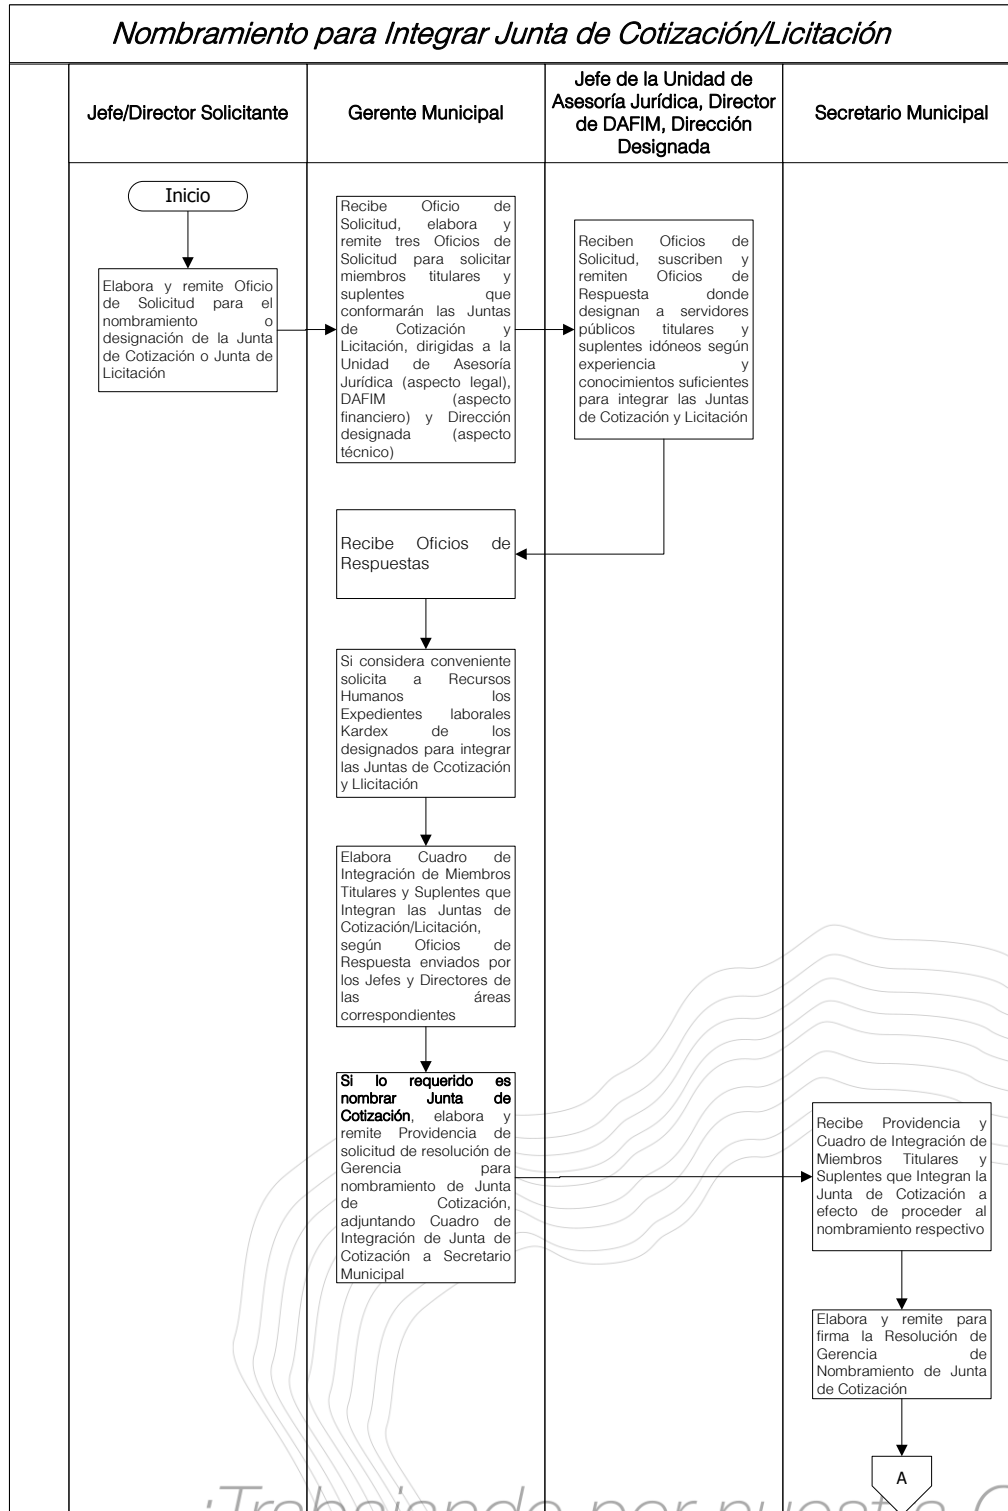 Nombramiento para Integrar Junta de Cotización/Licitación
Jefe/Director Solicitante
Gerente Municipal
Jefe de la Unidad de
Asesoría Jurídica, Director
de DAFIM, Dirección
Designada
Secretario Municipal
Inicio
Elabora y remite Oficio
de Solicitud para el
nombramiento o
designación de la Junta
de Cotización o Junta de
Licitación
Recibe Oficio de
Solicitud, elabora y
remite tres Oficios de
Solicitud para solicitar
miembros titulares y
suplentes que
conformarán las Juntas
de Cotización y
Licitación, dirigidas a la
Unidad de Asesoría
Jurídica (aspecto legal),
DAFIM (aspecto
financiero) y Dirección
designada (aspecto
técnico)
Reciben Oficios de
Solicitud, suscriben y
remiten Oficios de
Respuesta donde
designan a servidores
públicos titulares y
suplentes idóneos según
experiencia y
conocimientos suficientes
para integrar las Juntas
de Cotización y Licitación
Recibe Oficios de
Respuestas
Si considera conveniente
solicita a Recursos
Humanos los
Expedientes laborales
Kardex de los
designados para integrar
las Juntas de Ccotización
y Llicitación
Elabora Cuadro de
Integración de Miembros
Titulares y Suplentes que
Integran las Juntas de
Cotización/Licitación,
según Oficios de
Respuesta enviados por
los Jefes y Directores de
las áreas
correspondientes
Si lo requerido es
nombrar Junta de
Cotización, elabora y
remite Providencia de
solicitud de resolución de
Gerencia para
nombramiento de Junta
de Cotización,
adjuntando Cuadro de
Integración de Junta de
Cotización a Secretario
Municipal
Recibe Providencia y
Cuadro de Integración de
Miembros Titulares y
Suplentes que Integran la
Junta de Cotización a
efecto de proceder al
nombramiento respectivo
Elabora y remite para
firma la Resolución de
Gerencia de
Nombramiento de Junta
de Cotización
A
¡Trabajando por nuestra